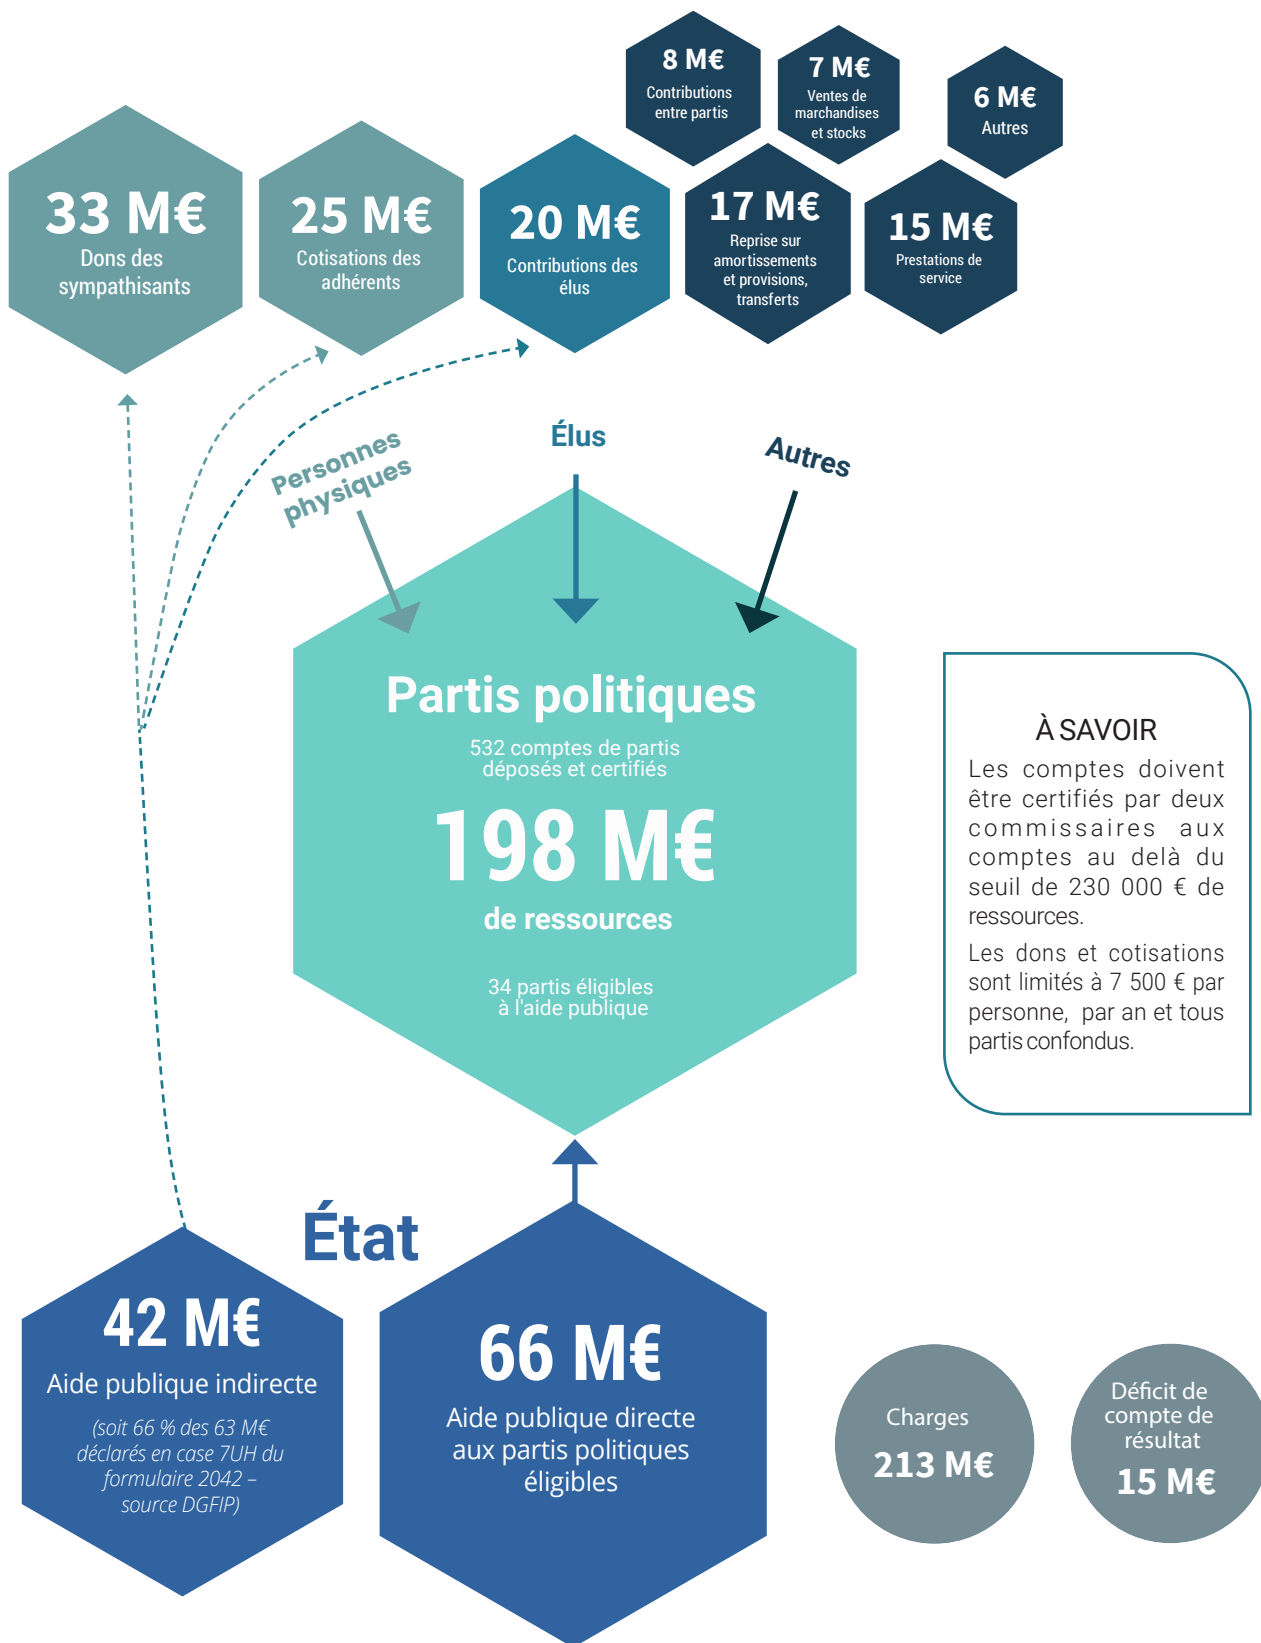 8 M€
Contributions
entre partis
7 M€
Ventes de
marchandises
et stocks
6 M€
Autres
33 M€
Dons des
sympathisants
25 M€
Cotisations des
adhérents
20 M€
Contributions des
élus
17 M€
Reprise sur
amortissements
et provisions,
transferts
15 M€
Prestations de
service
Personnes
physiques
Élus
Autres
Partis politiques
532 comptes de partis
déposés et certifiés
198 M€
de ressources
34 partis éligibles
à l'aide publique
À SAVOIR
Les comptes doivent
être certifiés par deux
commissaires aux
comptes au delà du
seuil de 230 000 € de
ressources.
Les dons et cotisations
sont limités à 7 500 € par
personne, par an et tous
partis confondus.
État
42 M€
Aide publique indirecte
(soit 66 % des 63 M€
déclarés en case 7UH du
formulaire 2042 –
source DGFIP)
66 M€
Aide publique directe
aux partis politiques
éligibles
Charges
213 M€
Déficit de
compte de
résultat
15 M€